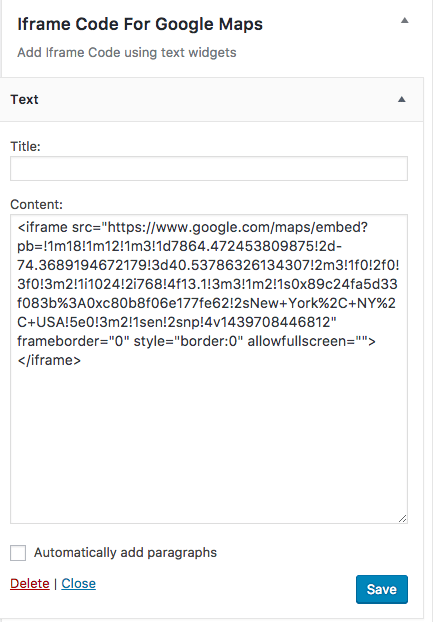 Iframe Code For Google Maps
Add Iframe Code using text widgets
Text
Title:
Content:
<iframe src="https://www.google.com/maps/embed?
pb=!1m18!1m12!1m3!1d7864.472453809875!2d-
74.3689194672179!3d40.53786326134307!2m3!1f0!2f0!
3f0!3m2!1i1024!2i768!4f13.1!3m3!1m2!1s0x89c24fa5d33
f083b%3A0xc80b8f06e177fe62!2sNew+York%2C+NY%2
C+USA!5e0!3m2!1sen!2snp!4v1439708446812"
frameborder="0" style="border:0" allowfullscreen="">
</iframe>
Automatically add paragraphs
Delete | Close
Save